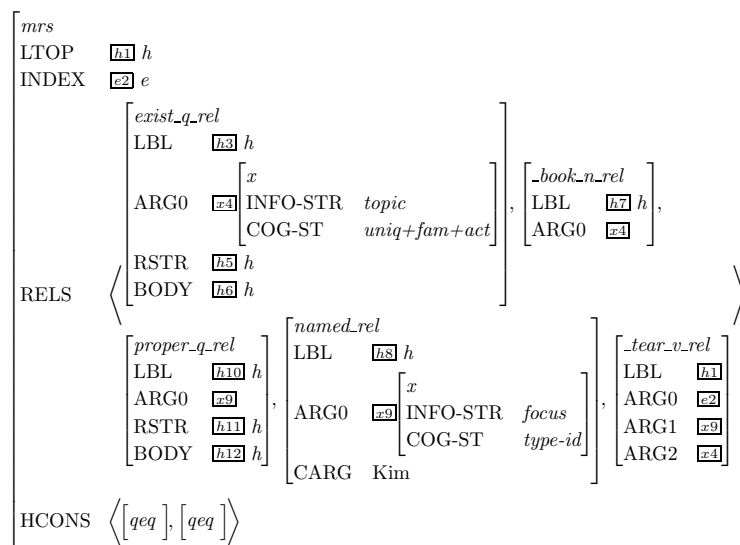 mrs
LTOP h1 h
INDEX e2 e
exist_q_rel
LBL h3 h
ARG0 x4
x
INFO-STR topic
COG-ST uniq+fam+act
RSTR h5 h
BODY h6 h
,
_book_n_rel
LBL h7 h
ARG0 x4
,
RELS ⟨
proper_q_rel
LBL h10 h
ARG0 x9
RSTR h11 h
BODY h12 h
,
named_rel
LBL h8 h
ARG0 x9
x
INFO-STR focus
COG-ST type-id
CARG Kim
,
_tear_v_rel
LBL h1
ARG0 e2
ARG1 x9
ARG2 x4
⟩
HCONS ⟨[qeq ], [qeq ]⟩